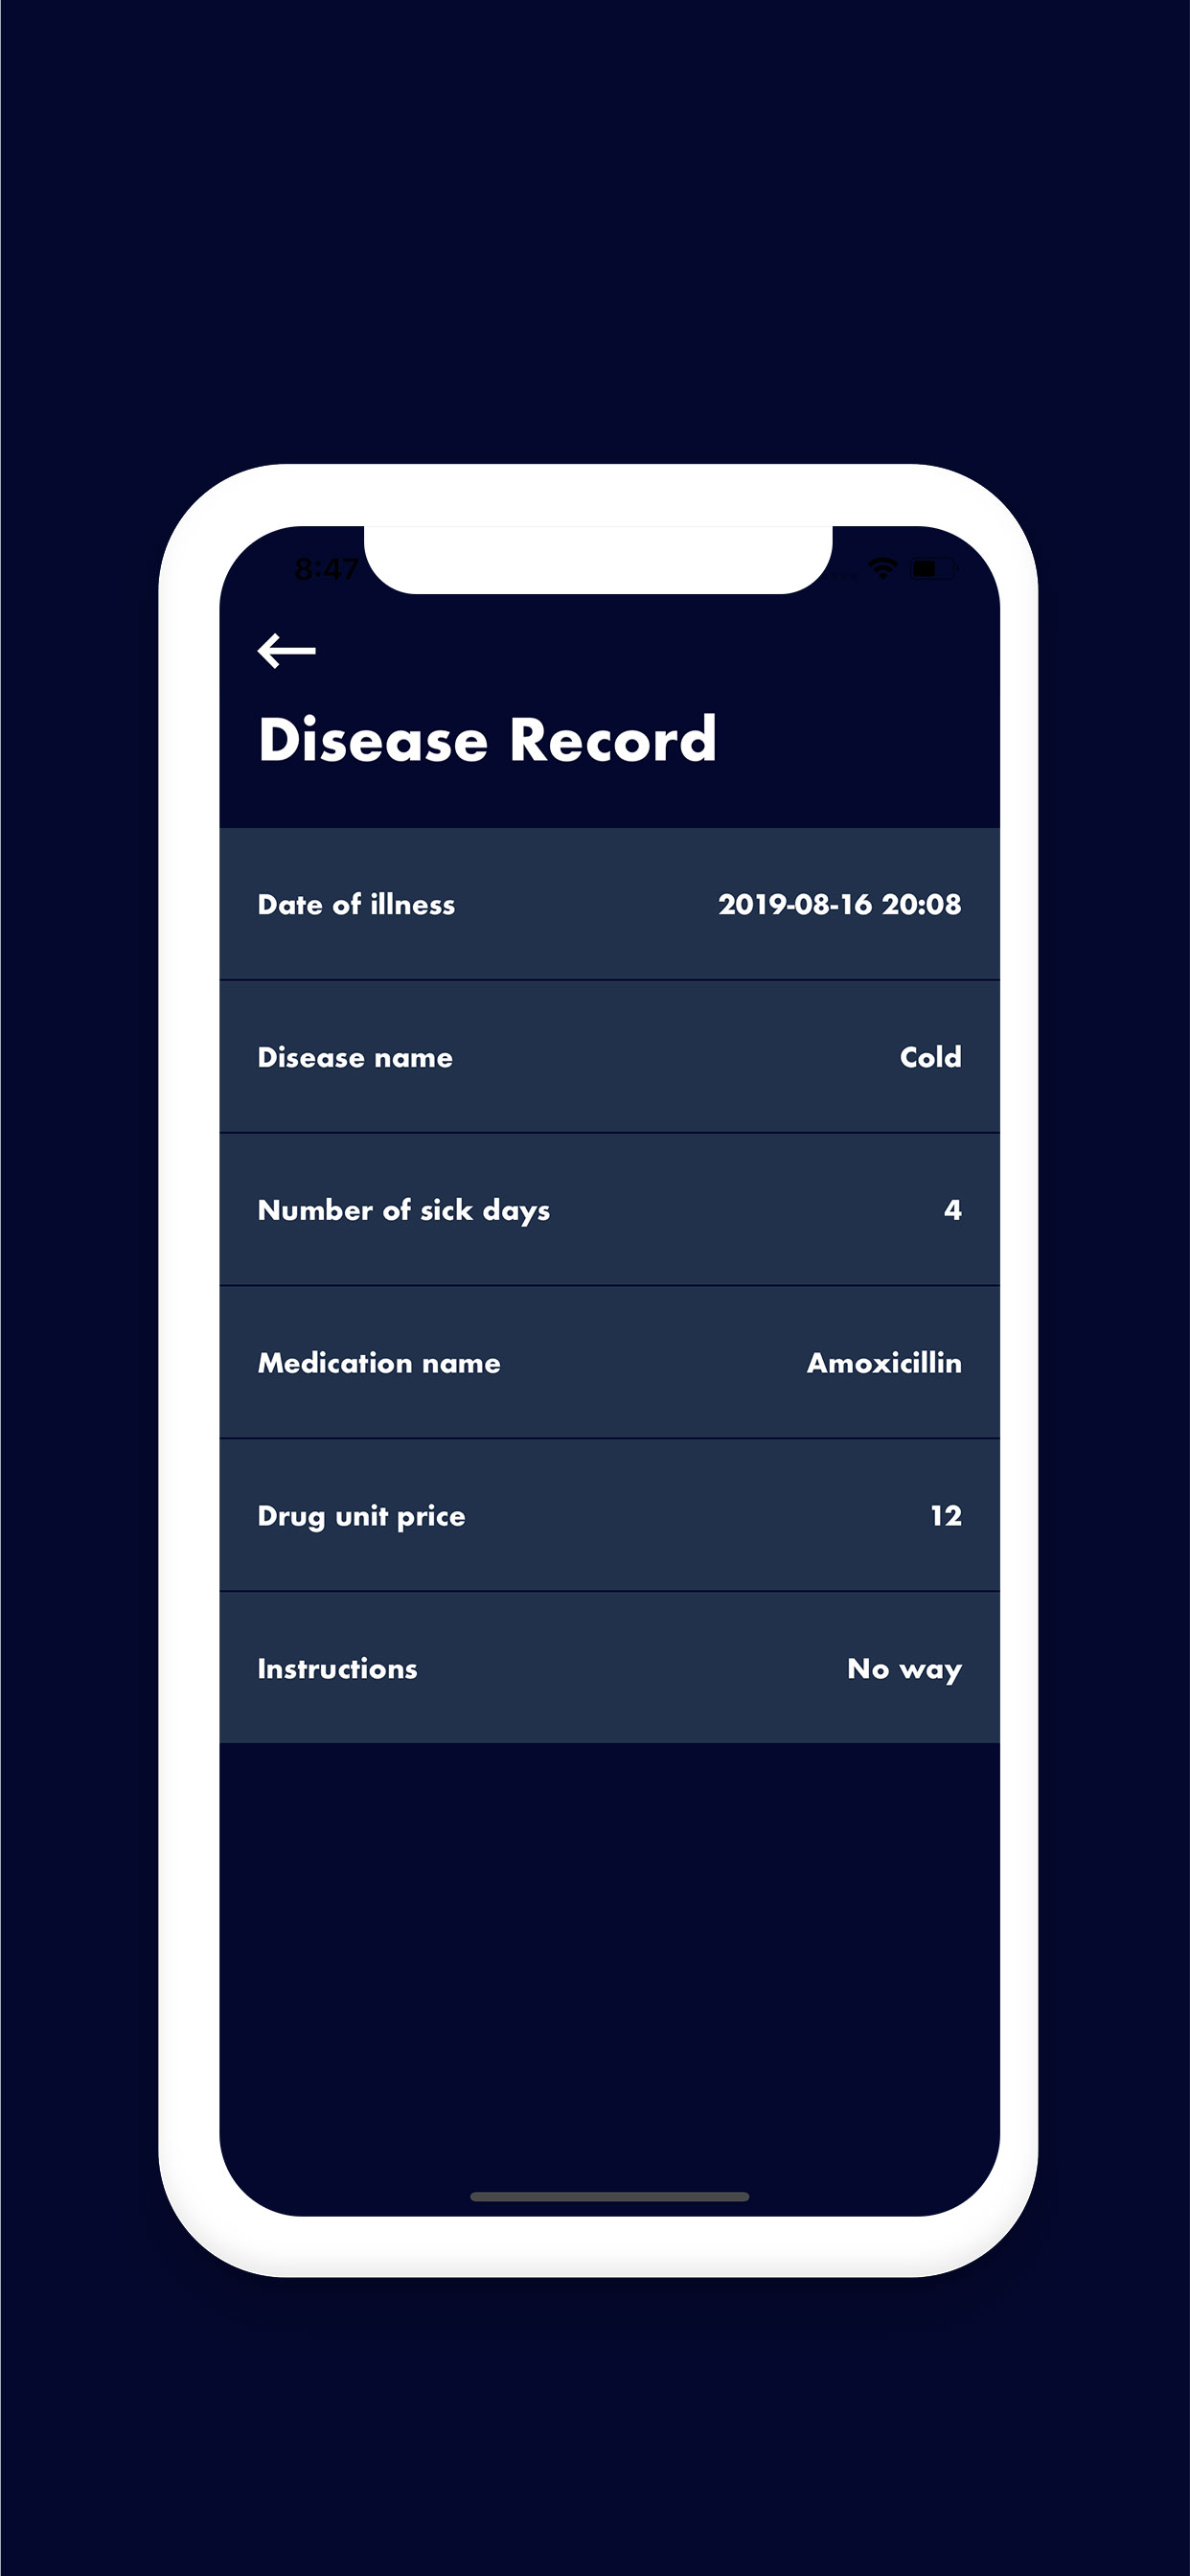 8:47
Disease Record
Date of illness 2019-08-16 20:08
Disease name Cold
Number of sick days 4
Medication name Amoxicillin
Drug unit price 12
Instructions No way